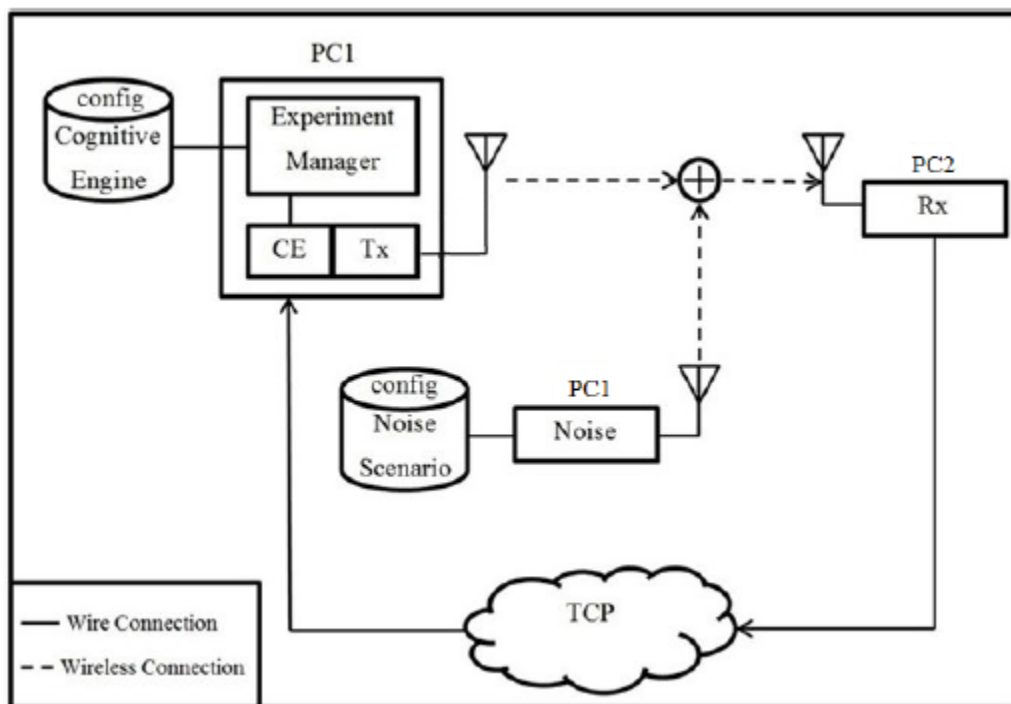 PC1
config
Cognitive
Engine
Experiment
Manager
CE
Tx
PC2
Rx
config
Noise
Scenario
PC1
Noise
TCP
Wire Connection
Wireless Connection